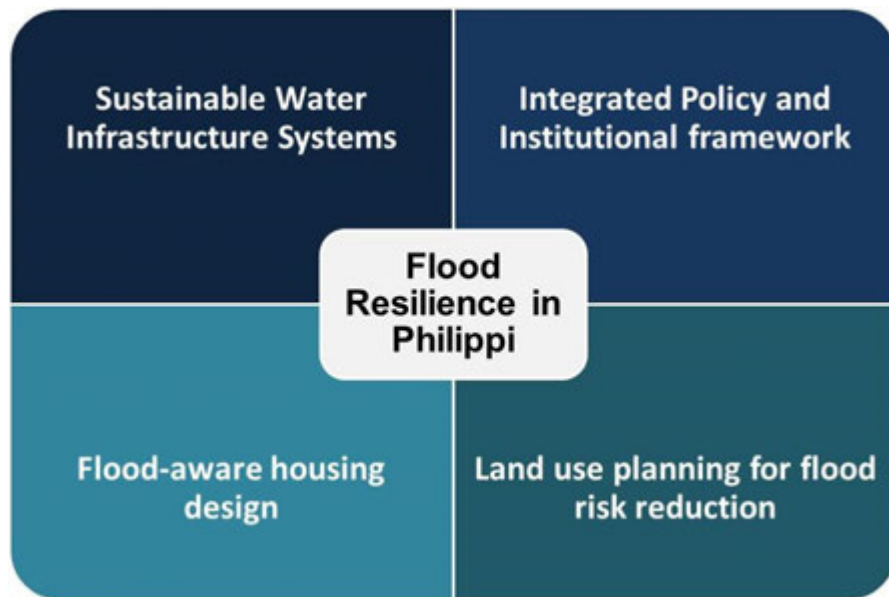 Sustainable Water
Infrastructure Systems
Integrated Policy and
Institutional framework
Flood
Resilience in
Philippi
Flood-aware housing
design
Land use planning for flood
risk reduction